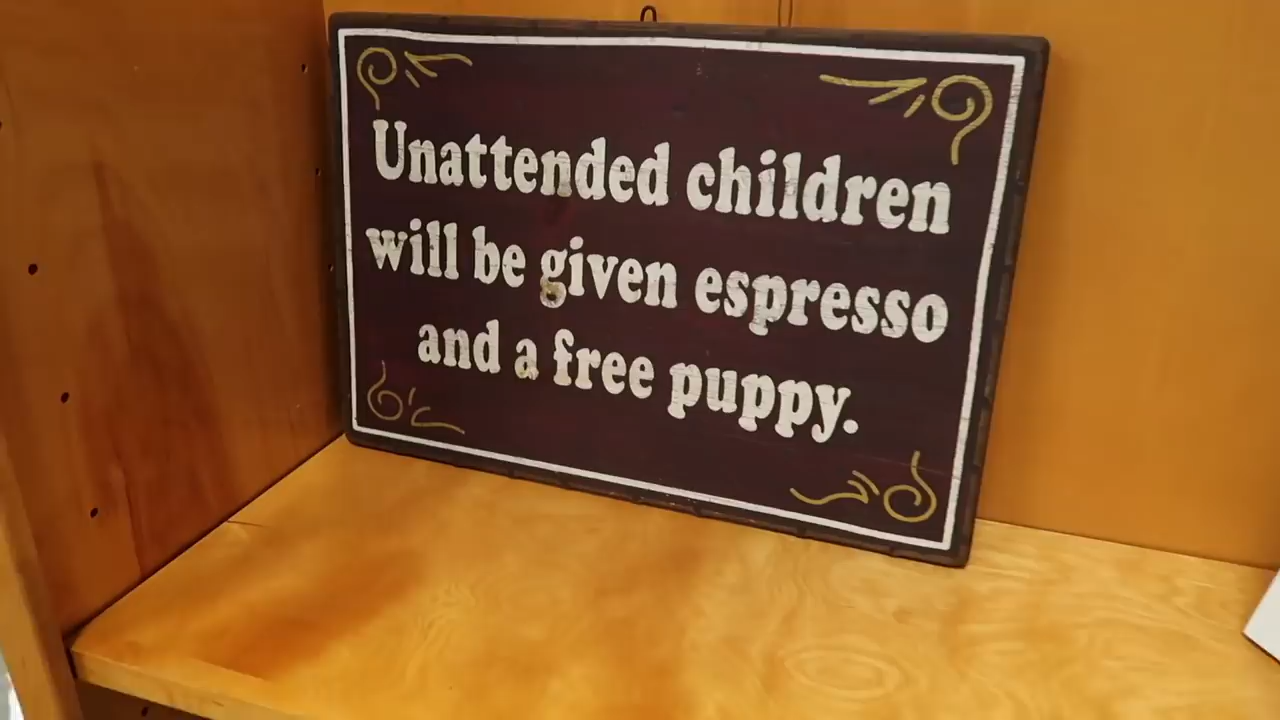 Unattended children
will be given espresso
and a free puppy.